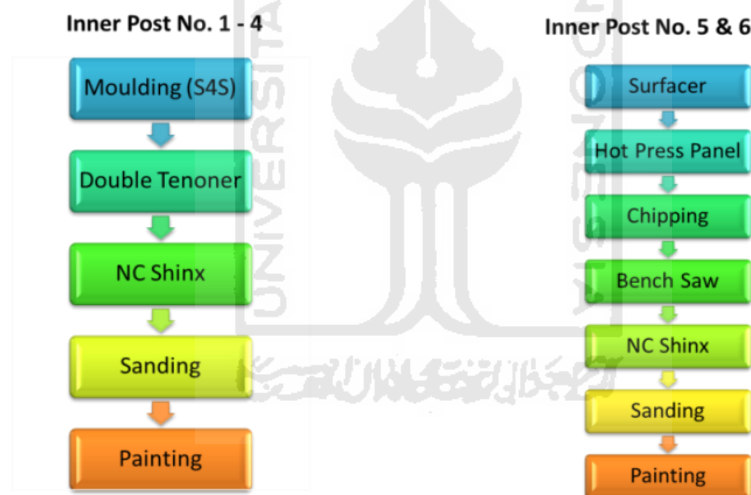 Inner Post No. 1 - 4
Moulding (S4S)
Double Tenoner
NC Shinx
Sanding
Painting
Inner Post No. 5 & 6
Surfacer
Hot Press Panel
Chipping
Bench Saw
NC Shinx
Sanding
Painting